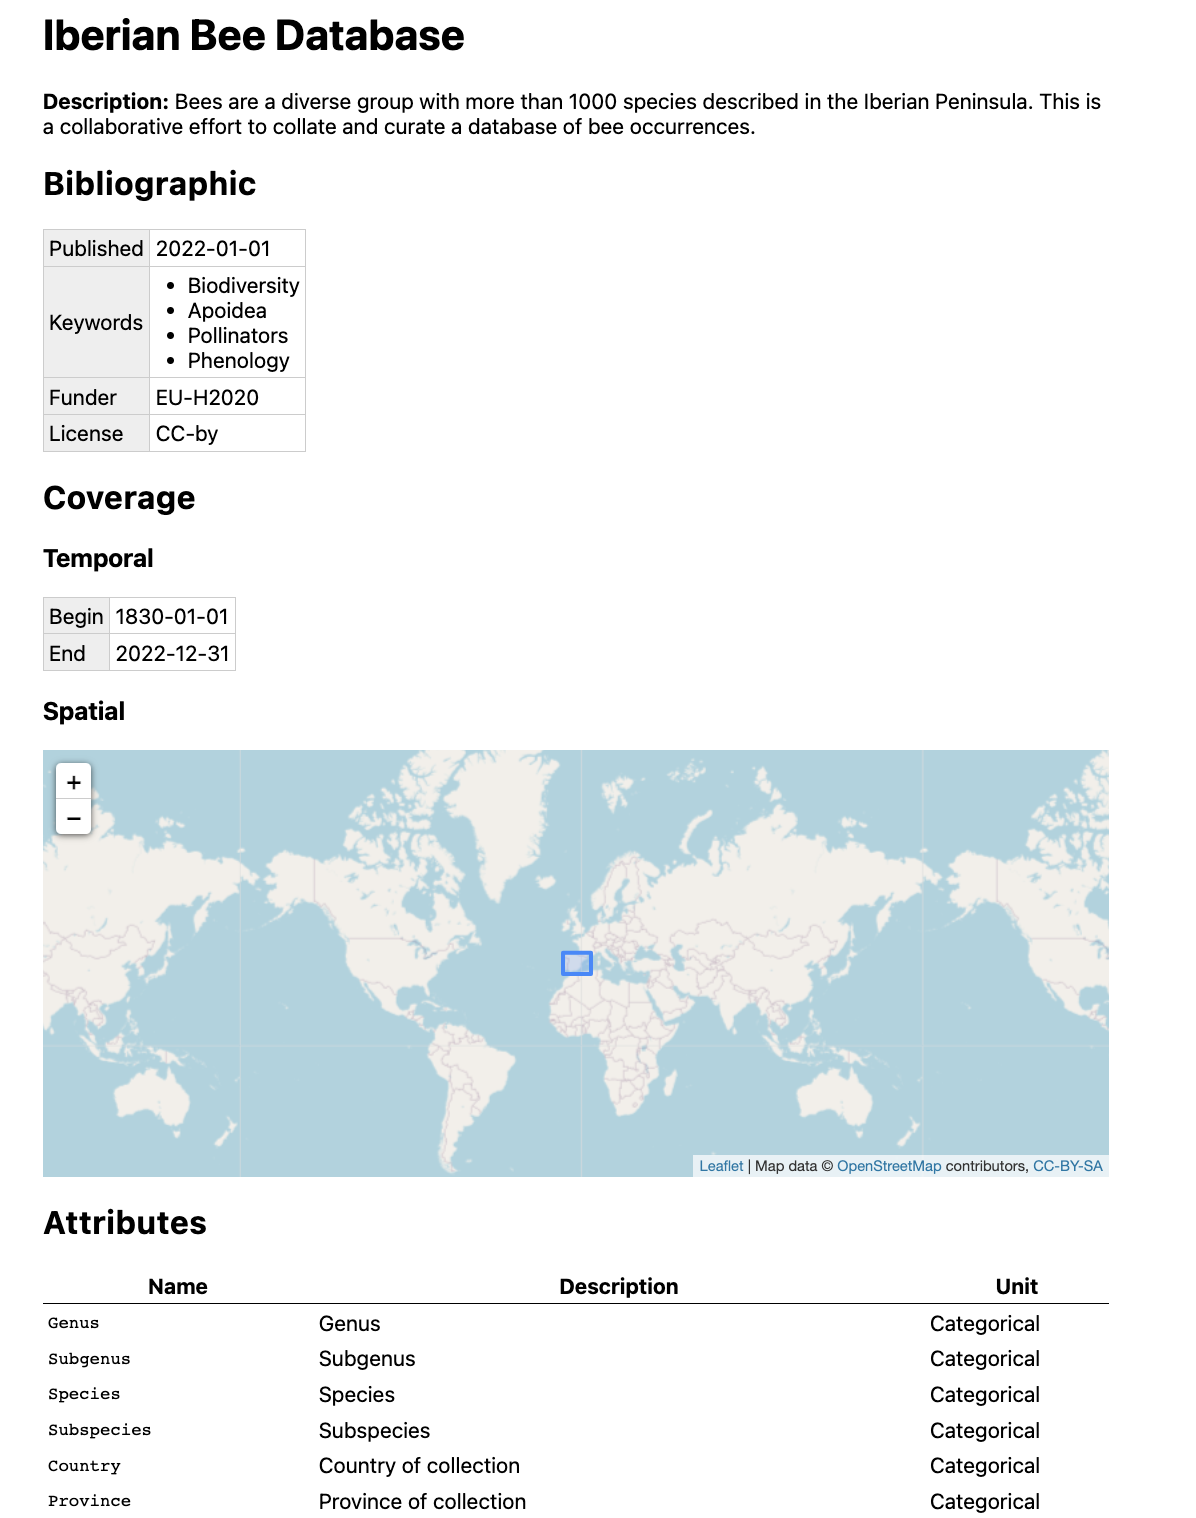 Iberian Bee Database
Description: Bees are a diverse group with more than 1000 species described in the Iberian Peninsula. This is
a collaborative effort to collate and curate a database of bee occurrences.
Bibliographic
Published 2022-01-01
Keywords
• Biodiversity
• Apoidea
• Pollinators
• Phenology
Funder EU-H2020
License CC-by
Coverage
Temporal
Begin 1830-01-01
End 2022-12-31
Spatial
+
−
Leaflet | Map data © OpenStreetMap contributors, CC-BY-SA
Attributes
Name Description Unit
Genus Genus Categorical
Subgenus Subgenus Categorical
Species Species Categorical
Subspecies Subspecies Categorical
Country Country of collection Categorical
Province Province of collection Categorical